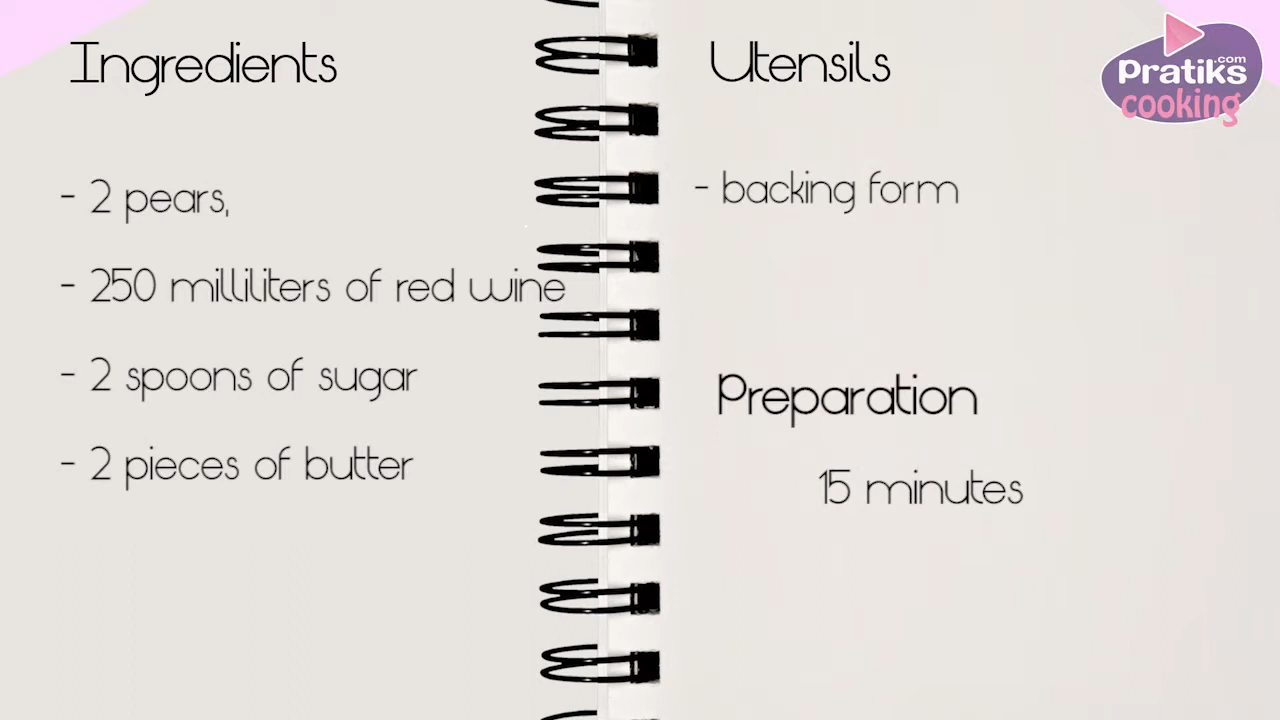 Ingredients
- 2 pears,
- 250 milliliters of red wine
- 2 spoons of sugar
- 2 pieces of butter
Utensils
- backing form
Preparation
15 minutes
Pratiks.com
cooking